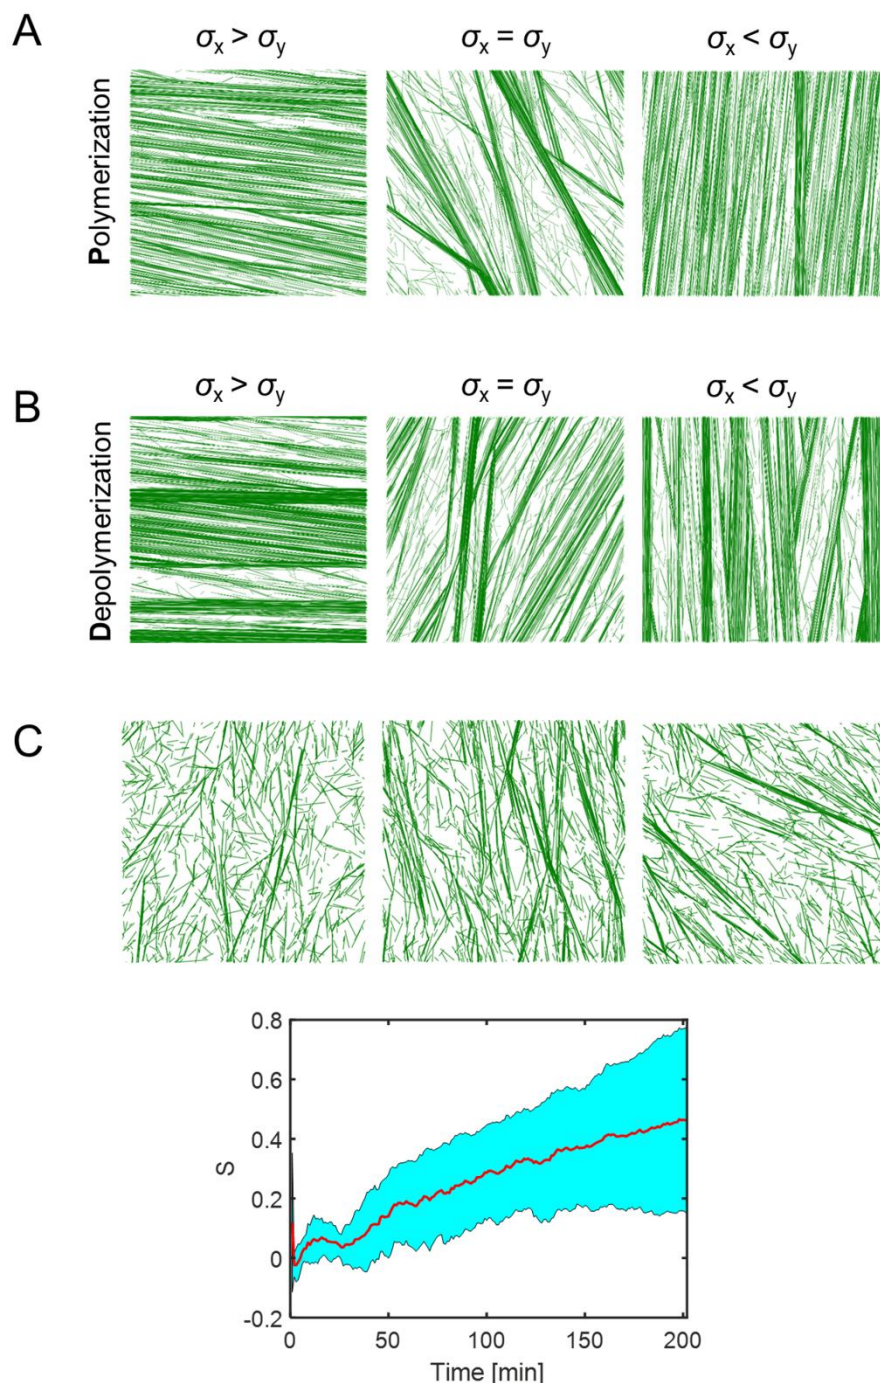 A
σx > σy
σx = σy
σx < σy
Polymerization
B
σx > σy
σx = σy
σx < σy
Depolymerization
C
0.8
0.6
0.4
0.2
0
-0.2
S
0
50
100
150
200
Time [min]